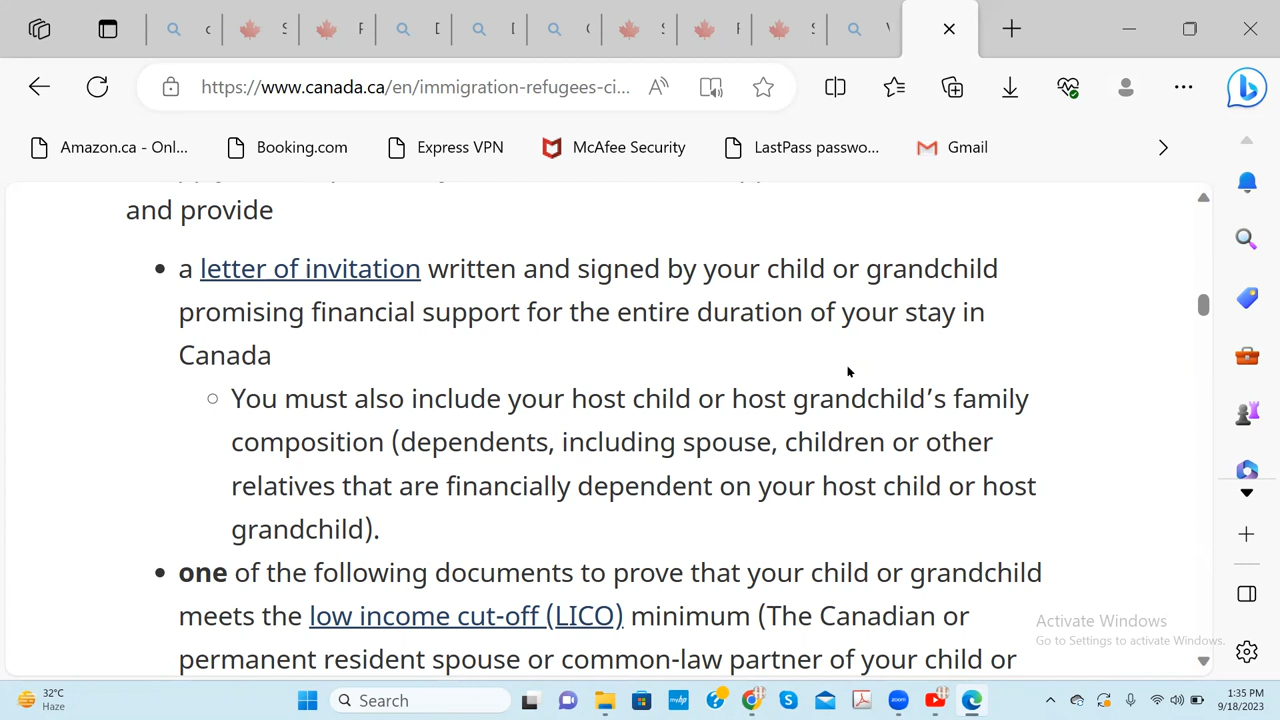 c
S
F
D
D
C
S
F
S
V
https://www.canada.ca/en/immigration-refugees-ci...
Amazon.ca - Onl...
Booking.com
Express VPN
McAfee Security
LastPass passwo...
Gmail
and provide
• a letter of invitation written and signed by your child or grandchild
promising financial support for the entire duration of your stay in
Canada
○ You must also include your host child or host grandchild’s family
composition (dependents, including spouse, children or other
relatives that are financially dependent on your host child or host
grandchild).
• one of the following documents to prove that your child or grandchild
meets the low income cut-off (LICO) minimum (The Canadian or
permanent resident spouse or common-law partner of your child or
Activate Windows
Go to Settings to activate Windows.
32°C
Haze
Search
1:35 PM
9/18/2023